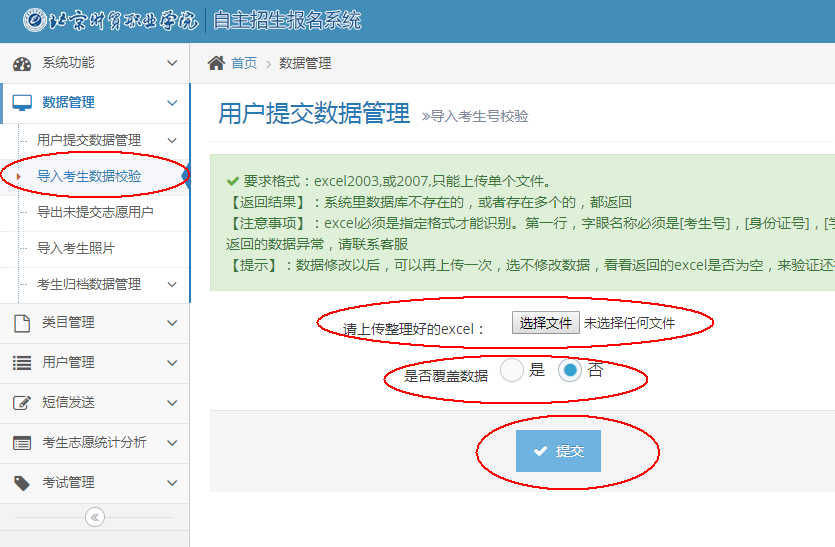 北京财贸职业学院 自主招生报名系统
系统功能
数据管理
用户提交数据管理
导入考生数据校验
导出未提交志愿用户
导入考生照片
考生归档数据管理
类目管理
用户管理
短信发送
考生志愿统计分析
考试管理
首页 > 数据管理
用户提交数据管理 »导入考生号校验
要求格式：excel2003,或2007,只能上传单个文件。
【返回结果】：系统里数据库不存在的，或者存在多个的，都返回
【注意事项】：excel必须是指定格式才能识别。第一行，字眼名称必须是[考生号]，[身份证号]，[学
返回的数据异常，请联系客服
【提示】：数据修改以后，可以再上传一次，选不修改数据，看看返回的excel是否为空，来验证还
请上传整理好的excel： 选择文件 未选择任何文件
是否覆盖数据 是 否
提交